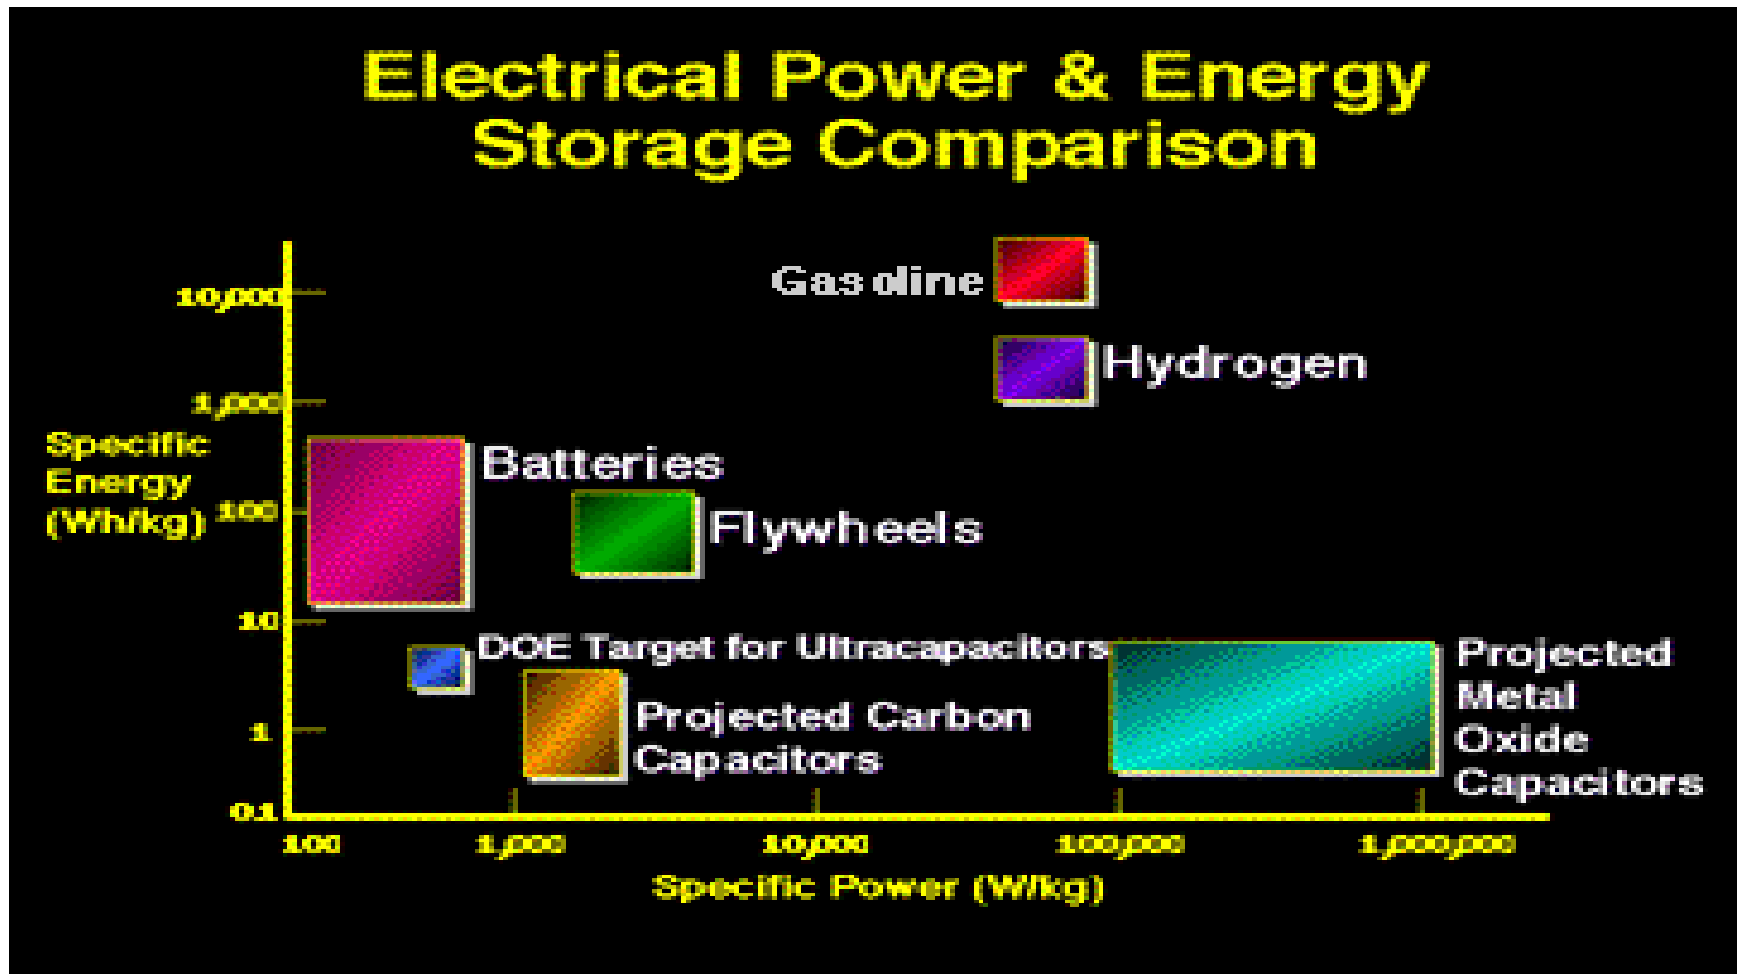 Electrical Power & Energy
Storage Comparison
Gasoline
10,000
Hydrogen
1,000
Specific
Energy
(Wh/kg)
Batteries
100
Flywheels
10
DOE Target for Ultracapacitors
Projected
Metal
Oxide
Capacitors
Projected Carbon
Capacitors
1
0.1
100
1,000
10,000
100,000
1,000,000
Specific Power (W/kg)